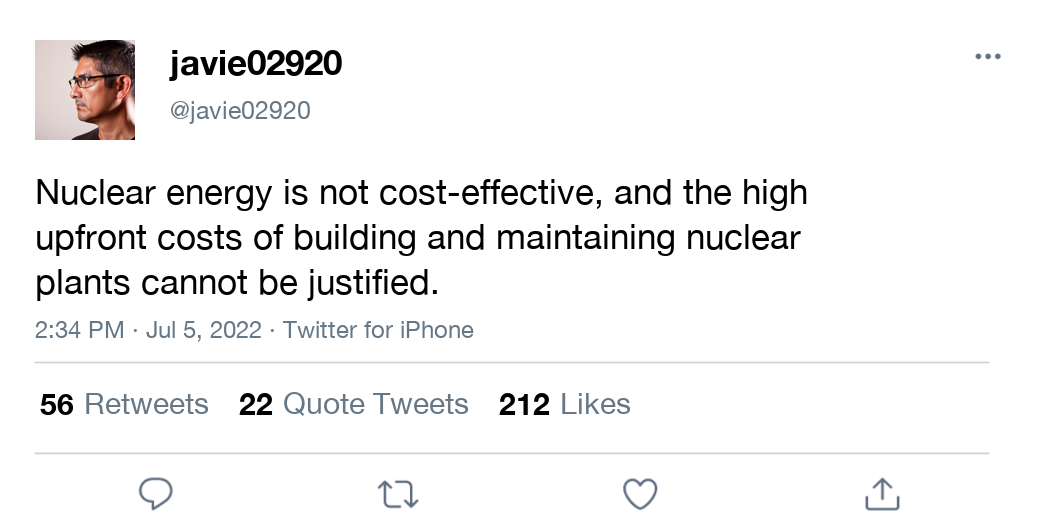 javie02920
@javie02920
Nuclear energy is not cost-effective, and the high
upfront costs of building and maintaining nuclear
plants cannot be justified.
2:34 PM · Jul 5, 2022 · Twitter for iPhone
56 Retweets 22 Quote Tweets 212 Likes